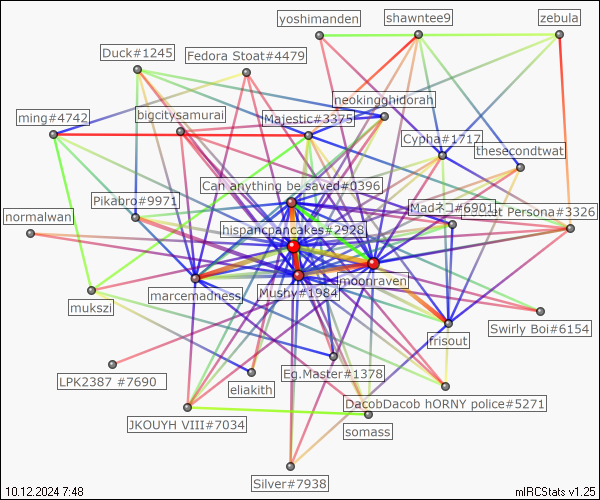 yoshimanden
shawntee9
zebula
Duck#1245
Fedora Stoat#4479
neokingghidorah
ming#4742
bigcitysamurai
Majestic#3375
Cypha#1717
thesecondtwat
Can anything be saved#0396
Pikabro#9971
Madネコ#6901
t Persona#3326
normalwan
hispancpancakes#2928
marcemadness
Mushy#1984
moonraven
mukszi
Swirly Boi#6154
frisout
LPK2387 #7690
eliakith
Eg.Master#1378
DacobDacob hORNY police#5271
JKOUYH VIII#7034
somass
Silver#7938
10.12.2024 7:48
mIRCStats v1.25